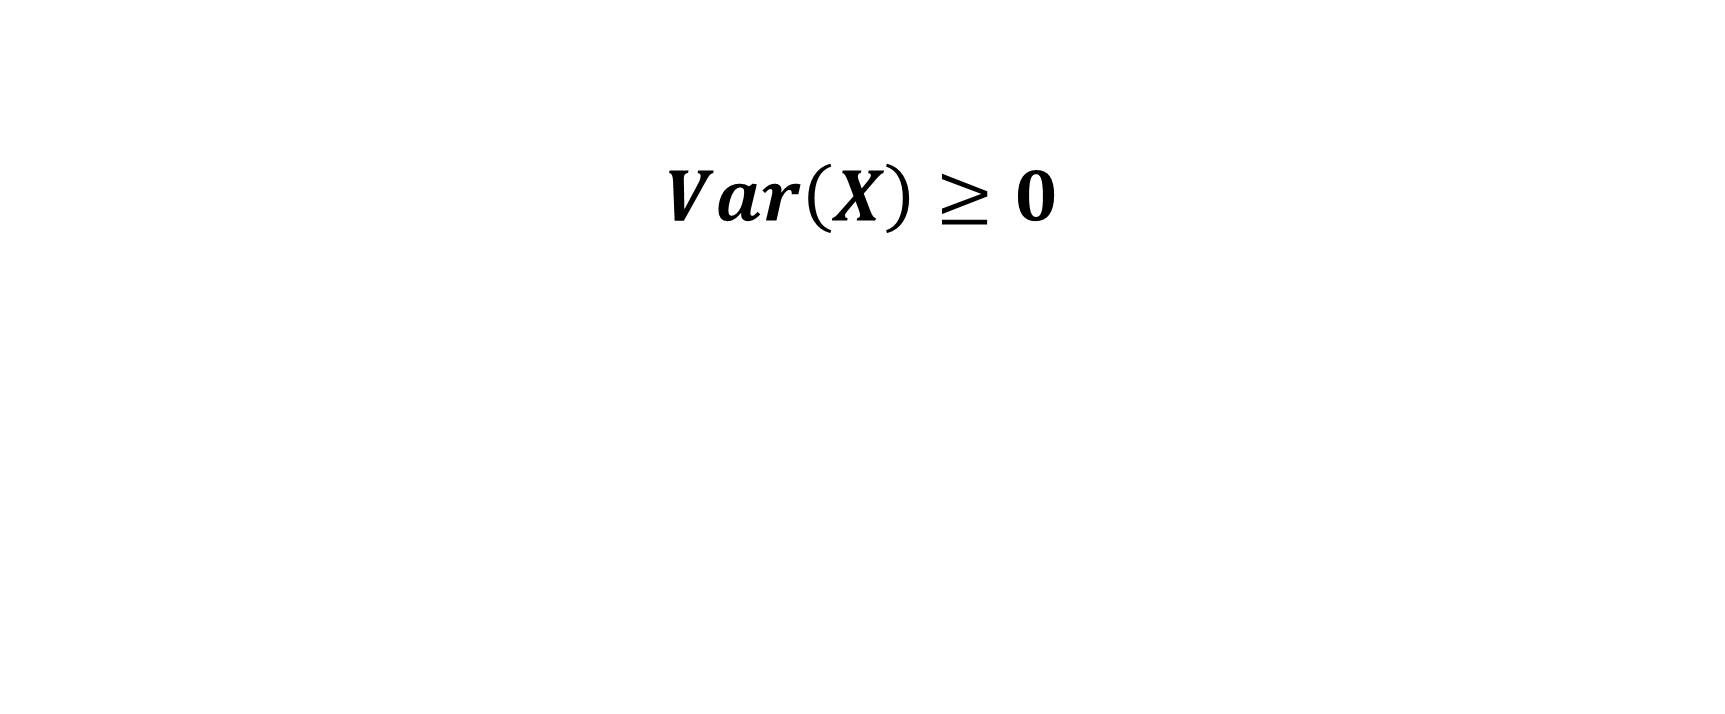 Var(X) ≥ 0